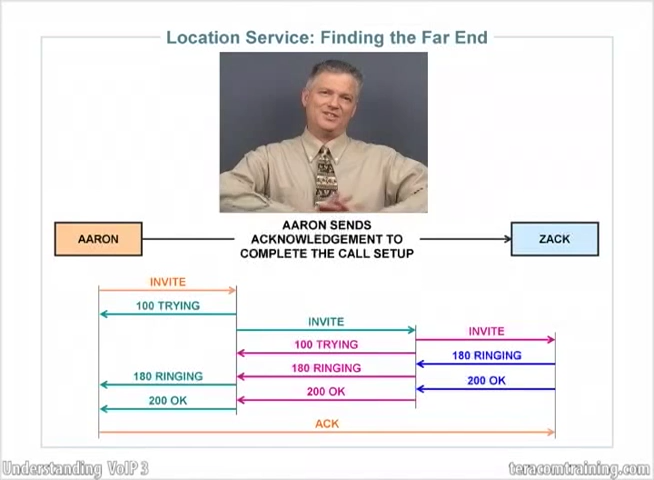 Location Service: Finding the Far End
AARON
AARON SENDS
ACKNOWLEDGEMENT TO
COMPLETE THE CALL SETUP
ZACK
INVITE
100 TRYING
INVITE
INVITE
100 TRYING
180 RINGING
180 RINGING
180 RINGING
200 OK
200 OK
200 OK
ACK
Understanding VoIP 3
teracomtraining.com